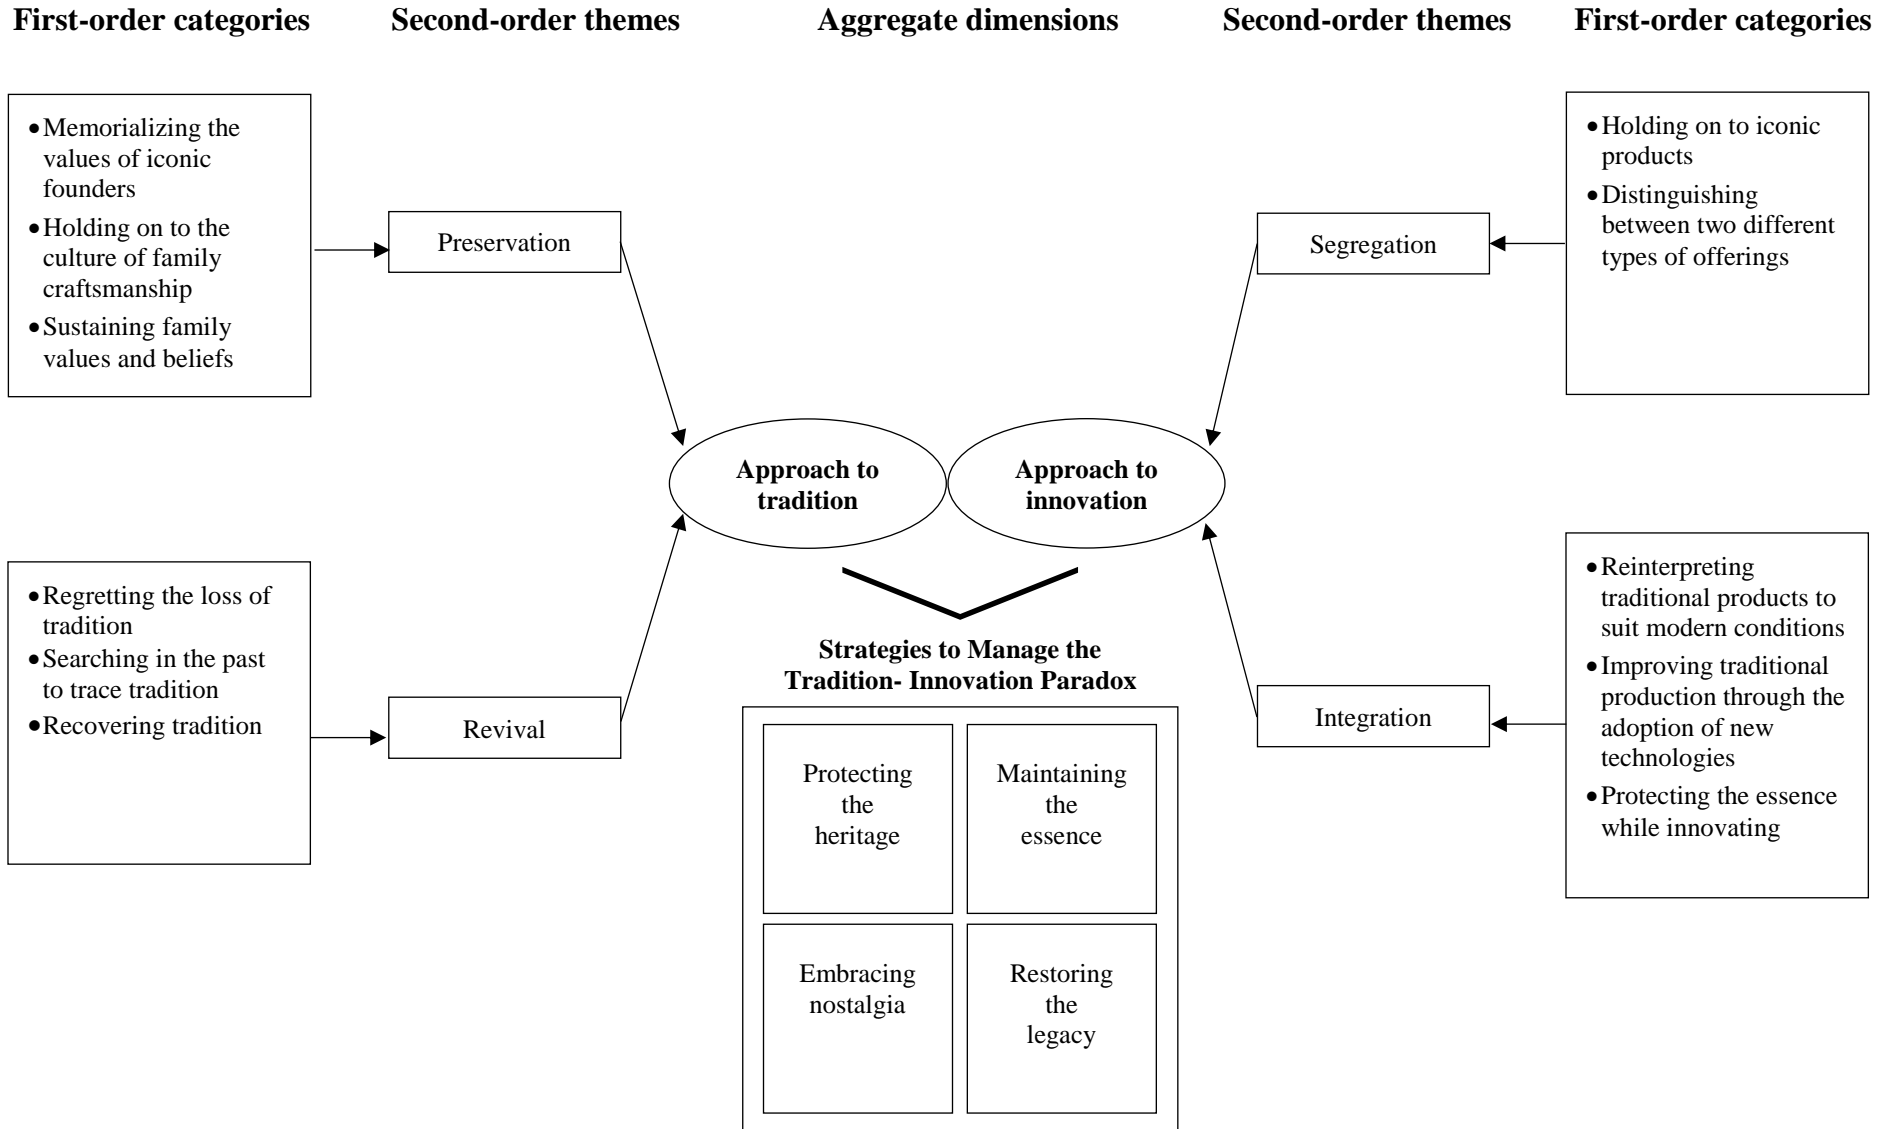 First-order categories
Second-order themes
Aggregate dimensions
Second-order themes
First-order categories
•Memorializing the
values of iconic
founders
•Holding on to the
culture of family
craftsmanship
•Sustaining family
values and beliefs
Preservation
Segregation
•Holding on to iconic
products
•Distinguishing
between two different
types of offerings
Approach to
tradition
Approach to
innovation
•Regretting the loss of
tradition
•Searching in the past
to trace tradition
•Recovering tradition
Revival
Integration
•Reinterpreting
traditional products to
suit modern conditions
•Improving traditional
production through the
adoption of new
technologies
•Protecting the essence
while innovating
Strategies to Manage the
Tradition- Innovation Paradox
Protecting
the
heritage
Maintaining
the
essence
Embracing
nostalgia
Restoring
the
legacy